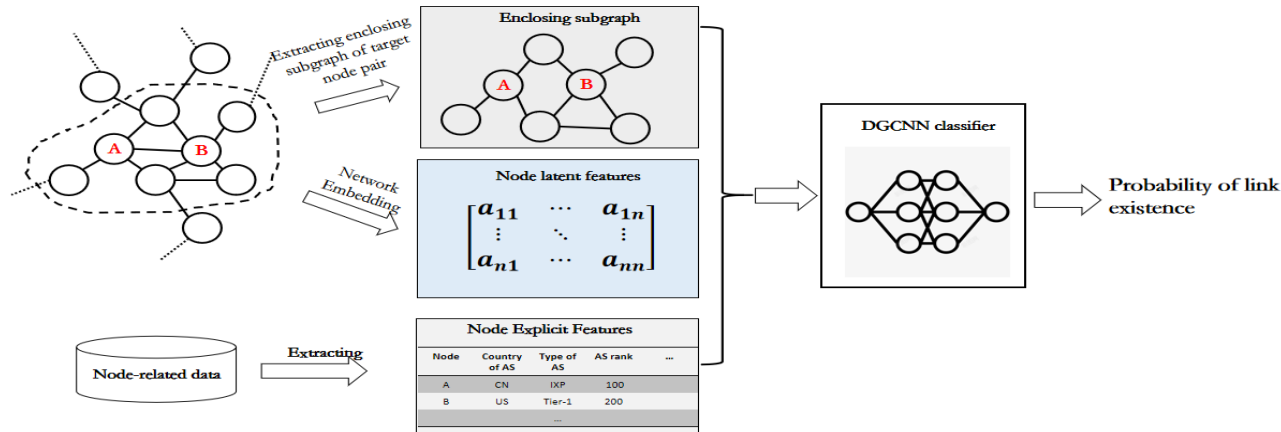 A
B
Extracting enclosing
subgraph of target
node pair
Network
Embedding
Node-related data
Extracting
Enclosing subgraph
A
B
Node latent features
a11 ⋯ a1n
⋮ ⋱ ⋮
an1 ⋯ ann
Node Explicit Features
Node Country of AS Type of AS AS rank ...
A CN IXP 100
B US Tier-1 200
...
DGCNN classifier
Probability of link
existence